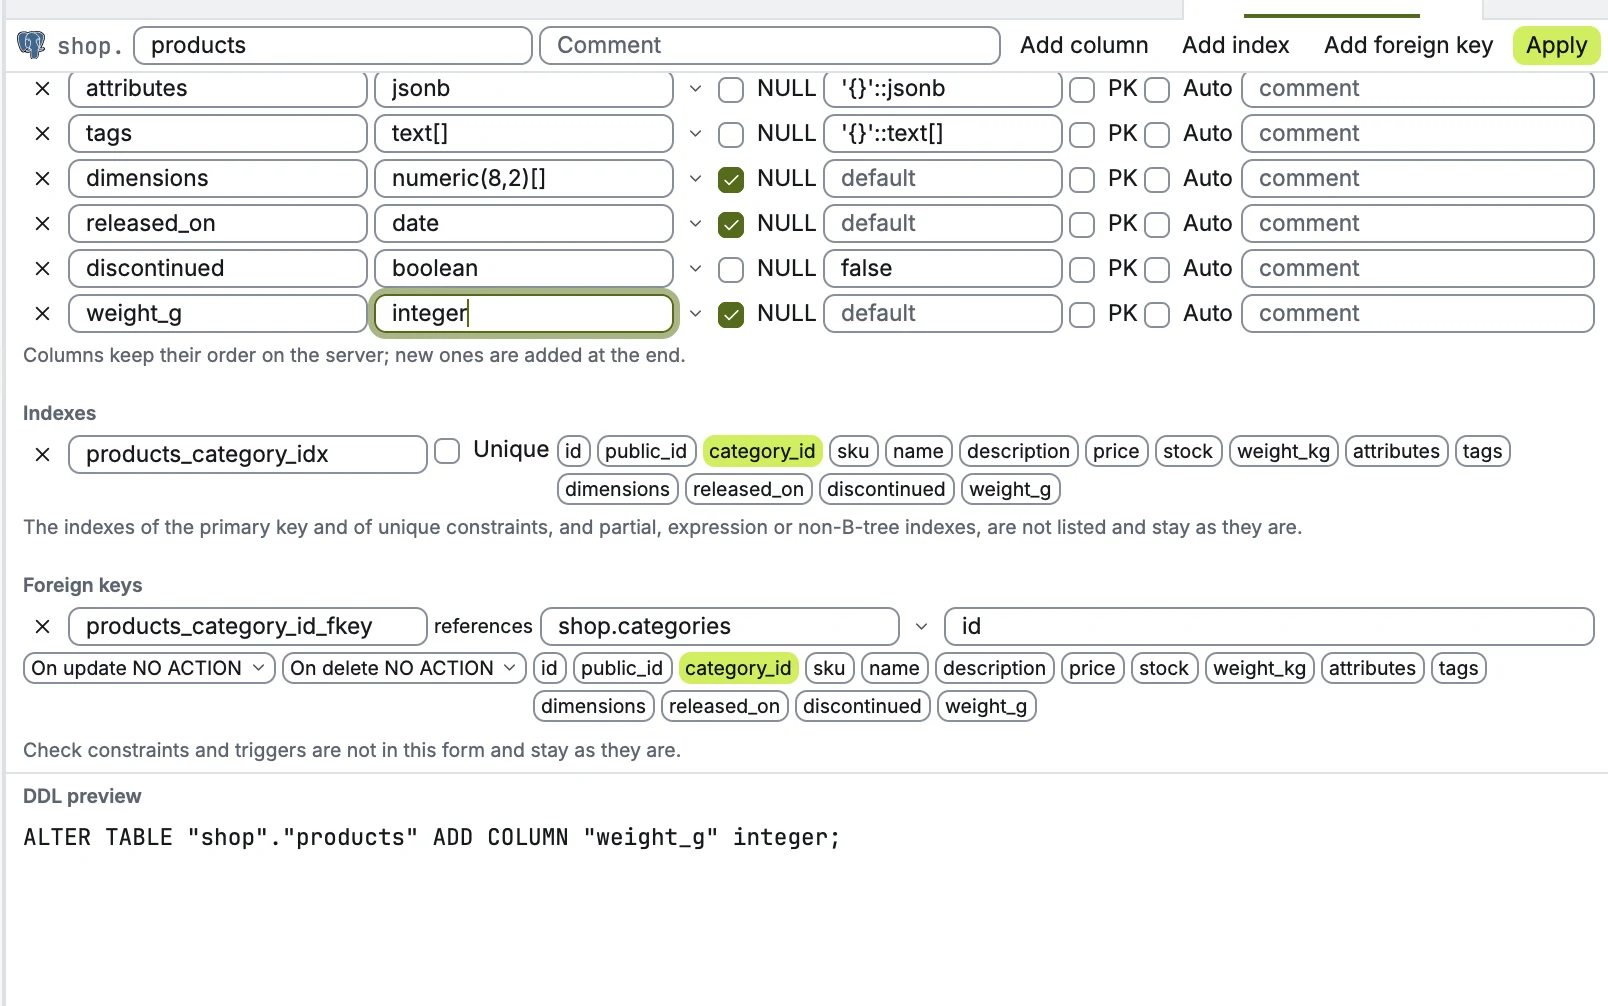 shop. products Comment Add column Add index Add foreign key Apply
attributes jsonb NULL '{}'::jsonb PK Auto comment
tags text[] NULL '{}'::text[] PK Auto comment
dimensions numeric(8,2)[] NULL default PK Auto comment
released_on date NULL default PK Auto comment
discontinued boolean NULL false PK Auto comment
weight_g integer NULL default PK Auto comment
Columns keep their order on the server; new ones are added at the end.
Indexes
products_category_idx Unique id public_id category_id sku name description price stock weight_kg attributes tags
dimensions released_on discontinued weight_g
The indexes of the primary key and of unique constraints, and partial, expression or non-B-tree indexes, are not listed and stay as they are.
Foreign keys
products_category_id_fkey references shop.categories id
On update NO ACTION On delete NO ACTION id public_id category_id sku name description price stock weight_kg attributes tags
dimensions released_on discontinued weight_g
Check constraints and triggers are not in this form and stay as they are.
DDL preview
ALTER TABLE "shop"."products" ADD COLUMN "weight_g" integer;